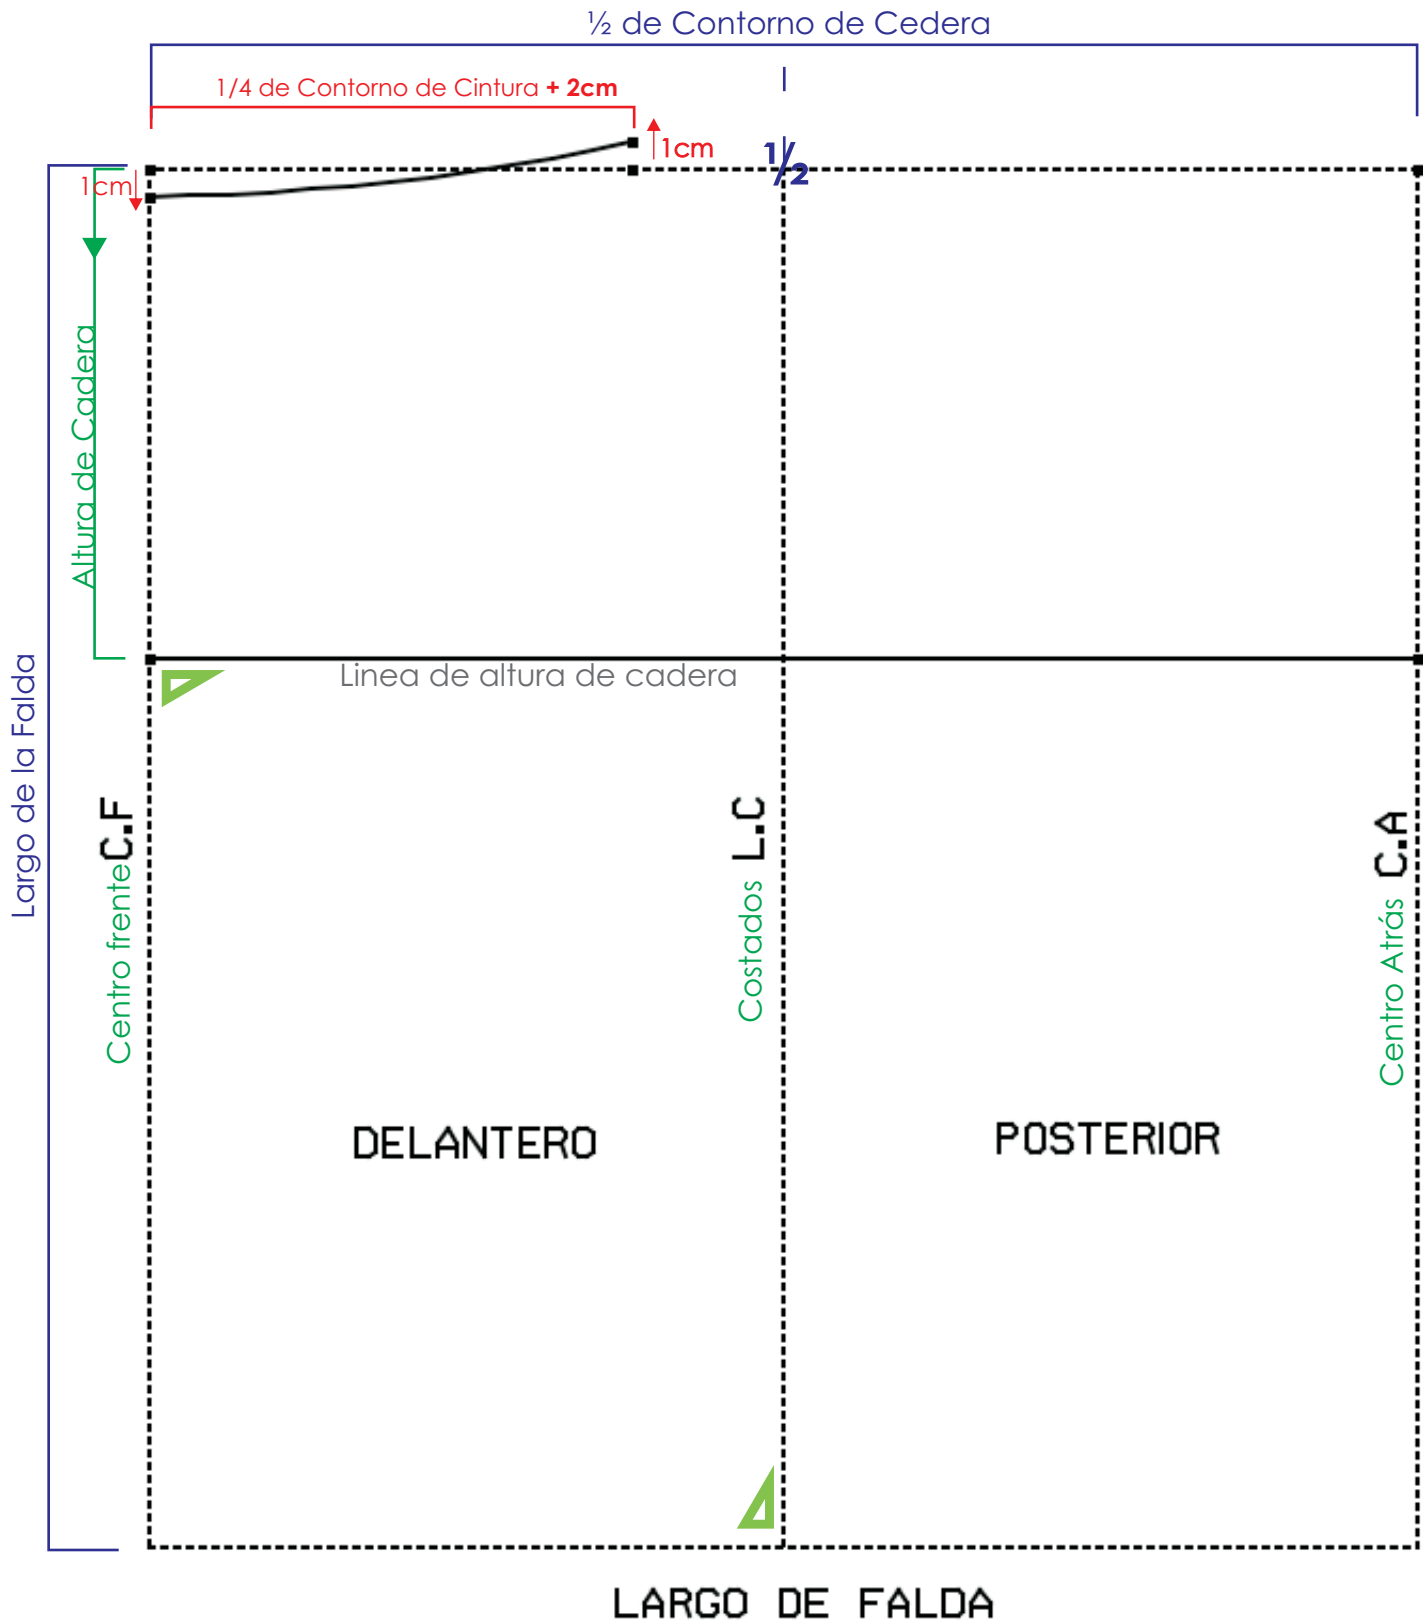 ½ de Contorno de Cedera
1/4 de Contorno de Cintura + 2cm
1cm
½
1cm
Altura de Cadera
Linea de altura de cadera
Largo de la Falda
Centro frente C.F
Costados L.C
Centro Atrás C.A
DELANTERO
POSTERIOR
LARGO DE FALDA